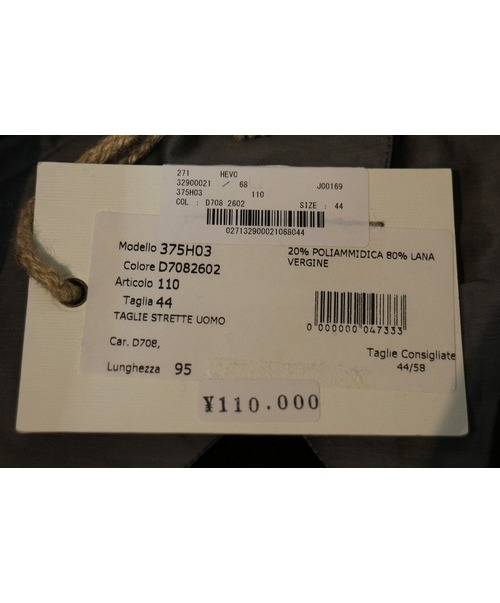 271 HEVO
32900021 / 68 J00169
375H03 110
COL : D708 2602 SIZE : 44
027132900021068044
Modello 375H03
Colore D7082602
Articolo 110
Taglia 44
TAGLIE STRETTE UOMO
Car. D708,
Lunghezza 95
20% POLIAMMIDICA 80% LANA
VERGINE
0 000000 047333
Taglie Consigliate
44/58
¥110.000